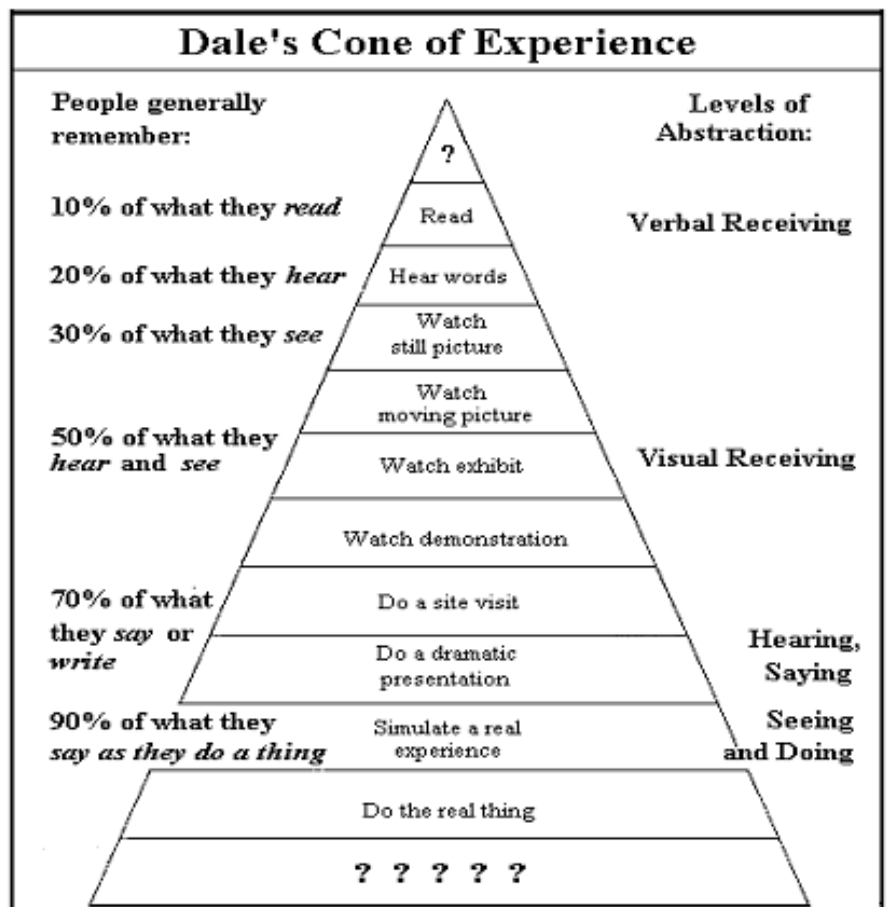 Dale's Cone of Experience
People generally
remember:
Levels of
Abstraction:
?
10% of what they read
Read
Verbal Receiving
20% of what they hear
Hear words
30% of what they see
Watch
still picture
Watch
moving picture
50% of what they
hear and see
Watch exhibit
Visual Receiving
Watch demonstration
70% of what
they say or
write
Do a site visit
Do a dramatic
presentation
Hearing,
Saying
90% of what they
say as they do a thing
Simulate a real
experience
Seeing
and Doing
Do the real thing
? ? ? ? ?